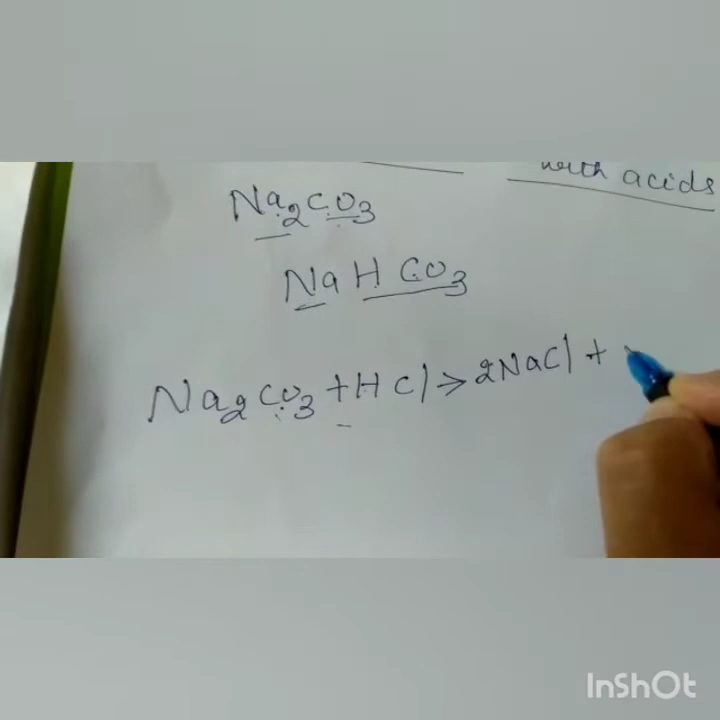 with acids
Na₂CO₃
NaHCO₃
Na₂CO₃ + HCl → 2NaCl +
InShOt